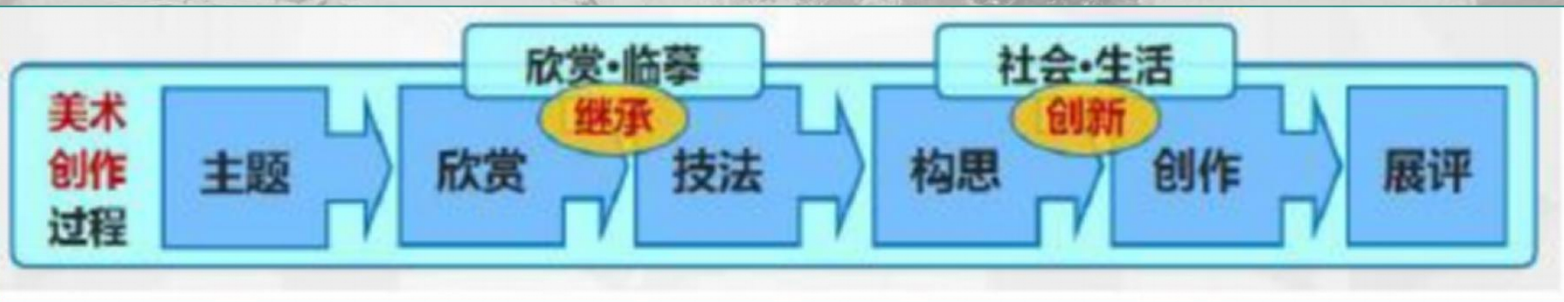 欣赏·临摹
社会·生活
继承
创新
美术
创作
过程
主题
欣赏
技法
构思
创作
展评